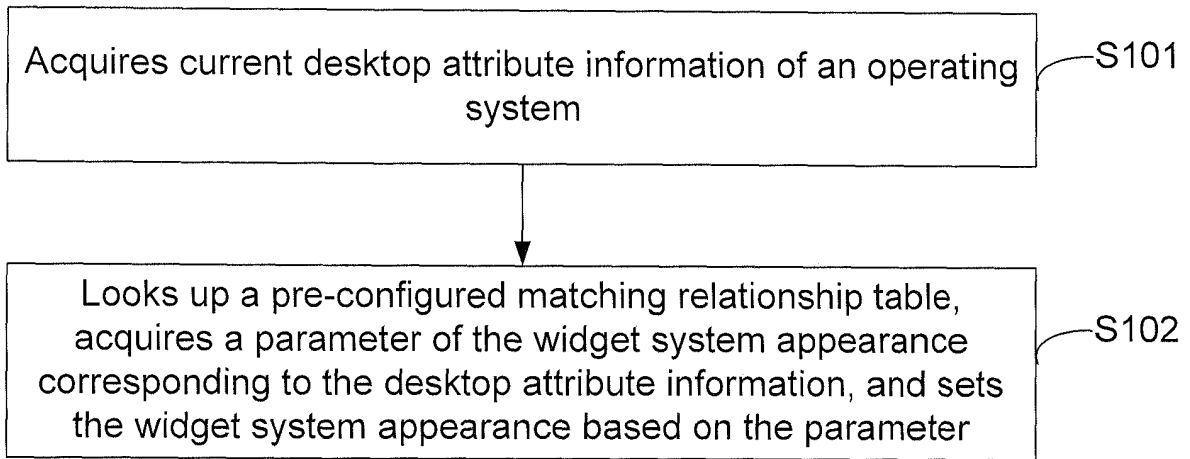 Acquires current desktop attribute information of an operating
system
S101
Looks up a pre-configured matching relationship table,
acquires a parameter of the widget system appearance
corresponding to the desktop attribute information, and sets
the widget system appearance based on the parameter
S102